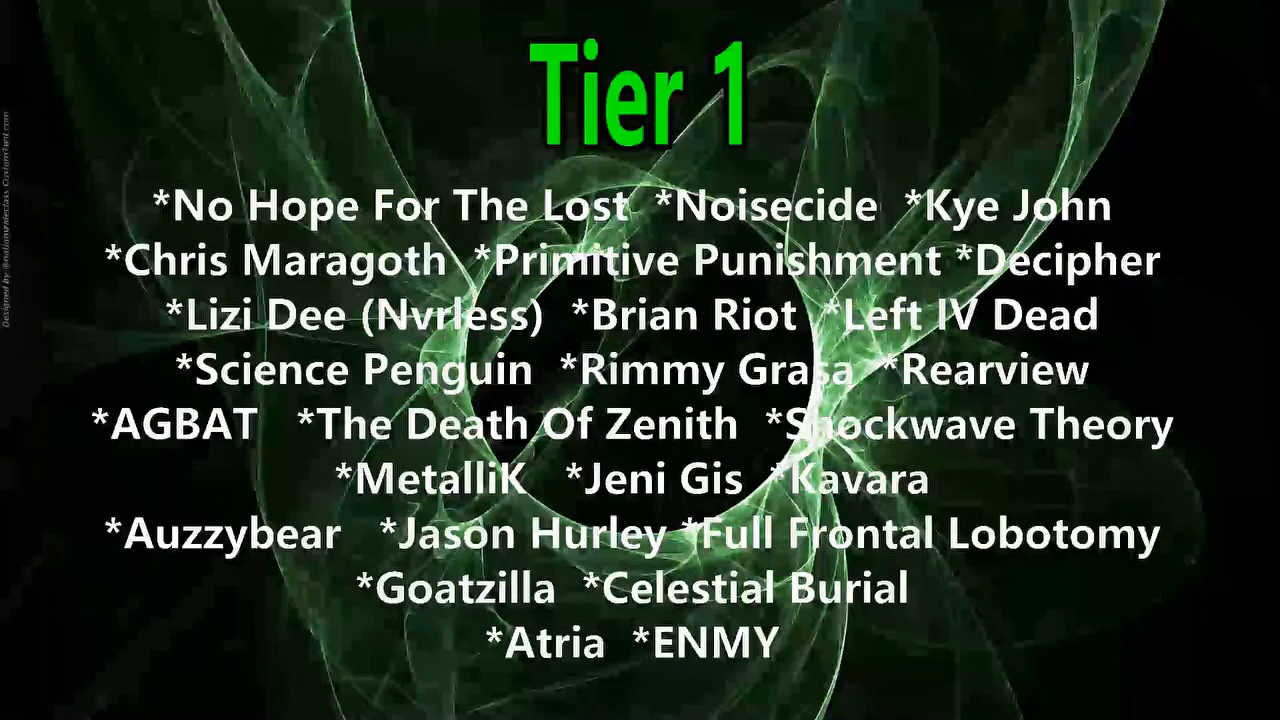 Tier 1
*No Hope For The Lost *Noisecide *Kye John
*Chris Maragoth *Primitive Punishment *Decipher
*Lizi Dee (Nvrless) *Brian Riot *Left IV Dead
*Science Penguin *Rimmy Grasa *Rearview
*AGBAT *The Death Of Zenith *Shockwave Theory
*MetalliK *Jeni Gis *Kavara
*Auzzybear *Jason Hurley *Full Frontal Lobotomy
*Goatzilla *Celestial Burial
*Atria *ENMY
Designed by